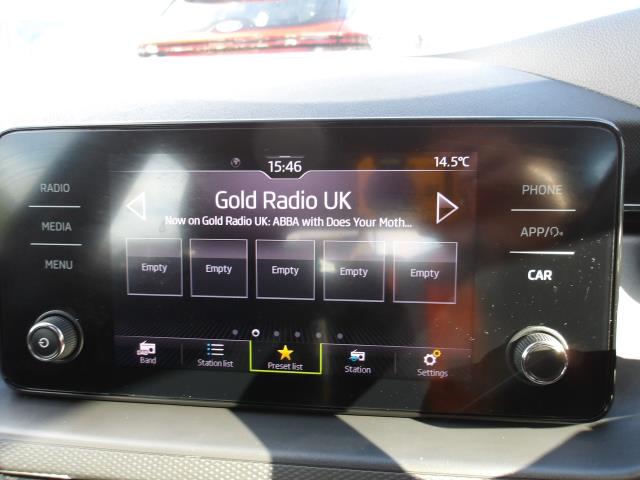 15:46
14.5°C
RADIO
MEDIA
MENU
Gold Radio UK
Now on Gold Radio UK: ABBA with Does Your Moth...
Empty Empty Empty Empty Empty
Band Station list Preset list Station Settings
PHONE
APP/
CAR